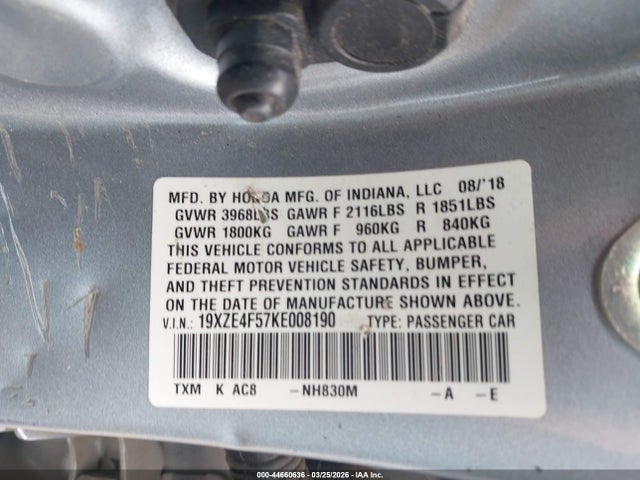 MFD. BY HONDA MFG. OF INDIANA, LLC 08/'18
GVWR 3968LBS GAWR F 2116LBS R 1851LBS
GVWR 1800KG GAWR F 960KG R 840KG
THIS VEHICLE CONFORMS TO ALL APPLICABLE
FEDERAL MOTOR VEHICLE SAFETY, BUMPER,
AND THEFT PREVENTION STANDARDS IN EFFECT
ON THE DATE OF MANUFACTURE SHOWN ABOVE.
V.I.N.: 19XZE4F57KE008190 TYPE: PASSENGER CAR
TXM K AC8 -NH830M -A -E
000-44660636 - 03/25/2026 - IAA Inc.